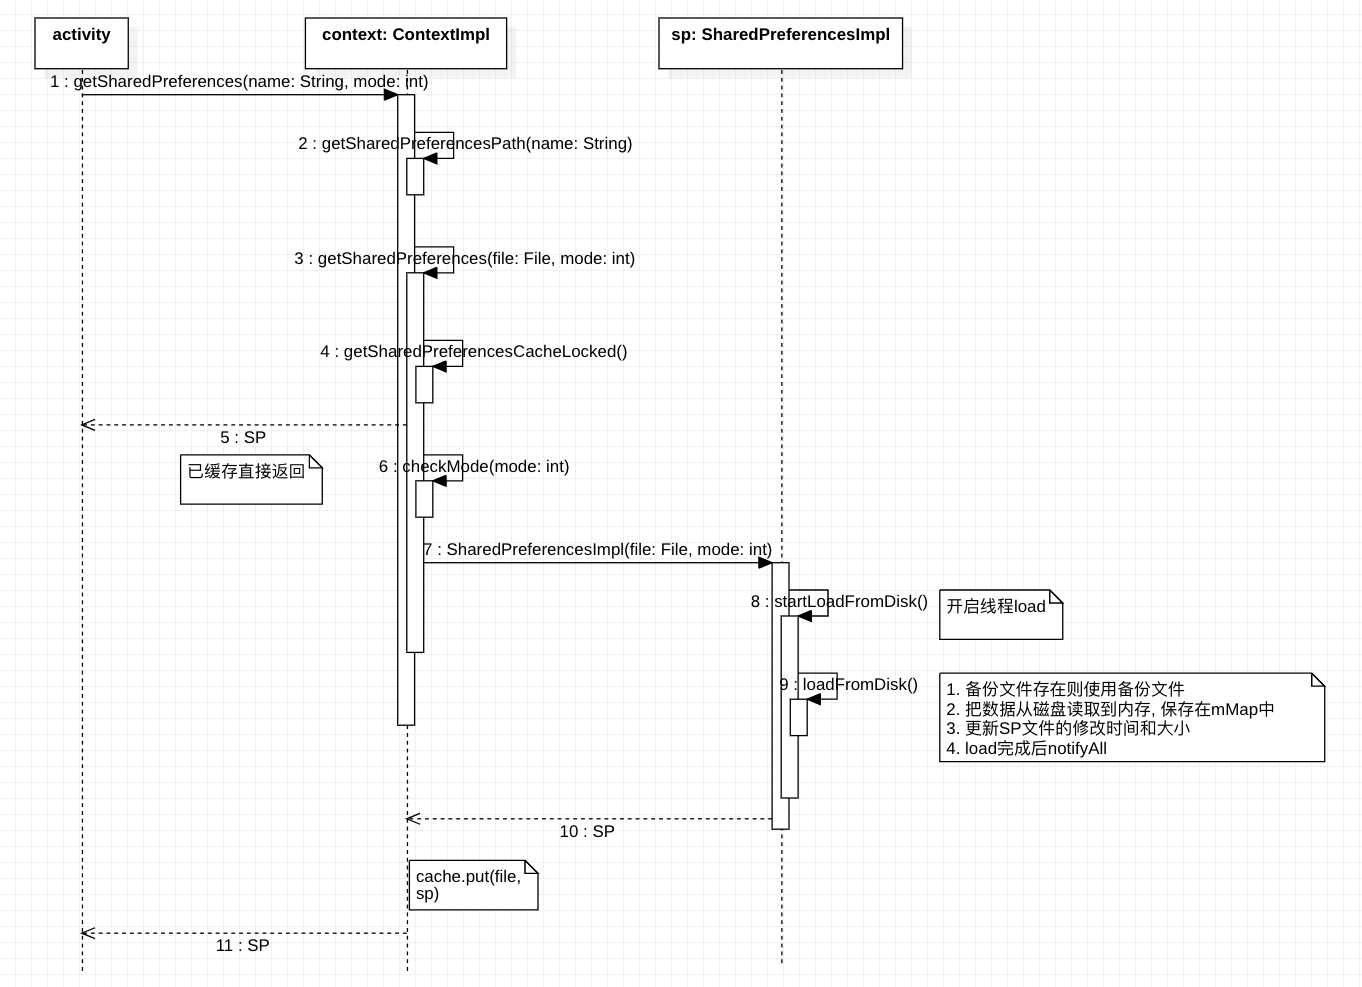 activity
context: ContextImpl
sp: SharedPreferencesImpl
1 : getSharedPreferences(name: String, mode: int)
2 : getSharedPreferencesPath(name: String)
3 : getSharedPreferences(file: File, mode: int)
4 : getSharedPreferencesCacheLocked()
5 : SP
已缓存直接返回
6 : checkMode(mode: int)
7 : SharedPreferencesImpl(file: File, mode: int)
8 : startLoadFromDisk()
开启线程load
9 : loadFromDisk()
1. 备份文件存在则使用备份文件
2. 把数据从磁盘读取到内存, 保存在mMap中
3. 更新SP文件的修改时间和大小
4. load完成后notifyAll
10 : SP
cache.put(file,
sp)
11 : SP